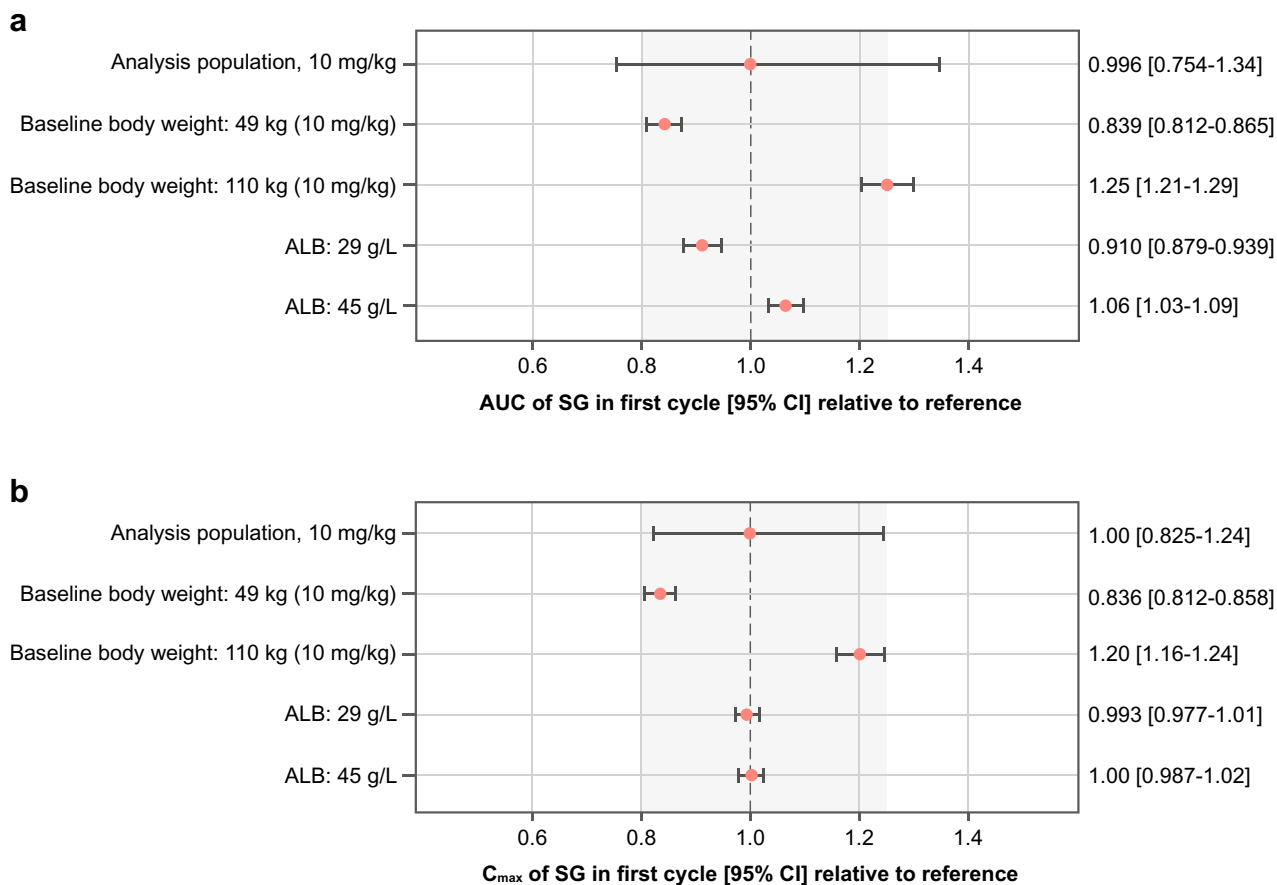 a
Analysis population, 10 mg/kg 0.996 [0.754-1.34]
Baseline body weight: 49 kg (10 mg/kg) 0.839 [0.812-0.865]
Baseline body weight: 110 kg (10 mg/kg) 1.25 [1.21-1.29]
ALB: 29 g/L 0.910 [0.879-0.939]
ALB: 45 g/L 1.06 [1.03-1.09]
0.6 0.8 1.0 1.2 1.4
AUC of SG in first cycle [95% CI] relative to reference
b
Analysis population, 10 mg/kg 1.00 [0.825-1.24]
Baseline body weight: 49 kg (10 mg/kg) 0.836 [0.812-0.858]
Baseline body weight: 110 kg (10 mg/kg) 1.20 [1.16-1.24]
ALB: 29 g/L 0.993 [0.977-1.01]
ALB: 45 g/L 1.00 [0.987-1.02]
0.6 0.8 1.0 1.2 1.4
Cmax of SG in first cycle [95% CI] relative to reference